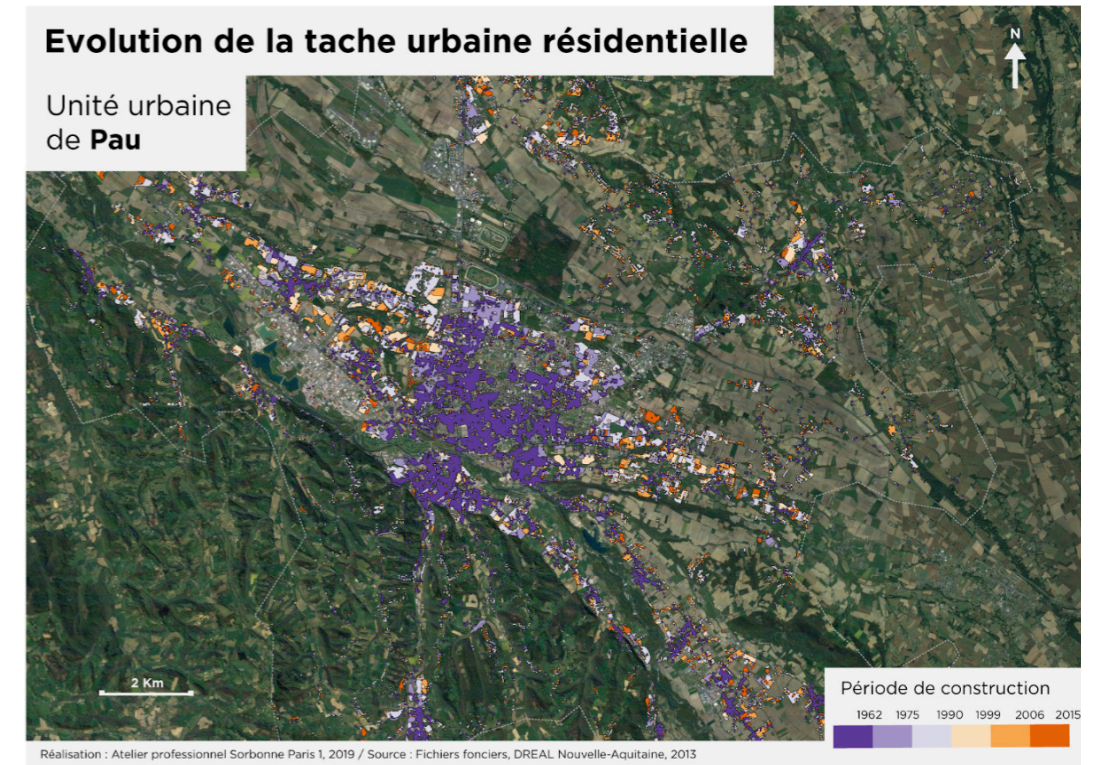 Evolution de la tache urbaine résidentielle
Unité urbaine
de Pau
N
2 Km
Période de construction
1962 1975 1990 1999 2006 2015
Réalisation : Atelier professionnel Sorbonne Paris 1, 2019 / Source : Fichiers fonciers, DREAL Nouvelle-Aquitaine, 2013